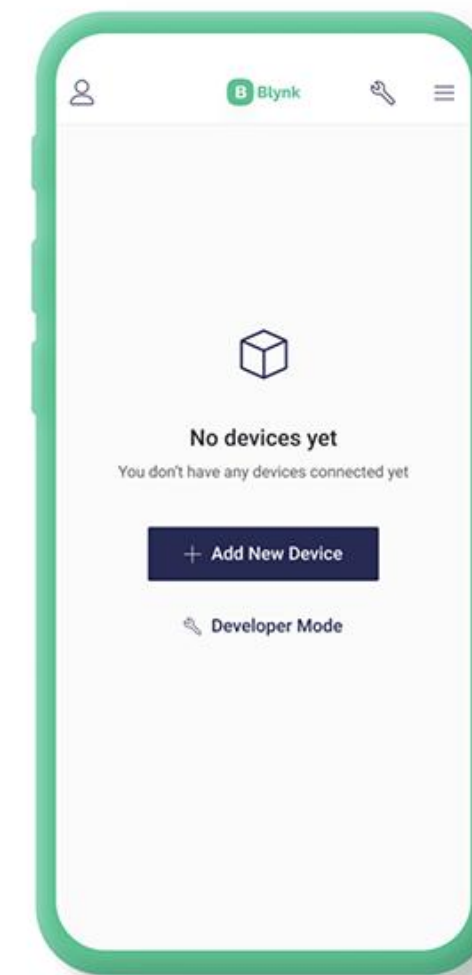 B Blynk
No devices yet
You don't have any devices connected yet
+ Add New Device
Developer Mode